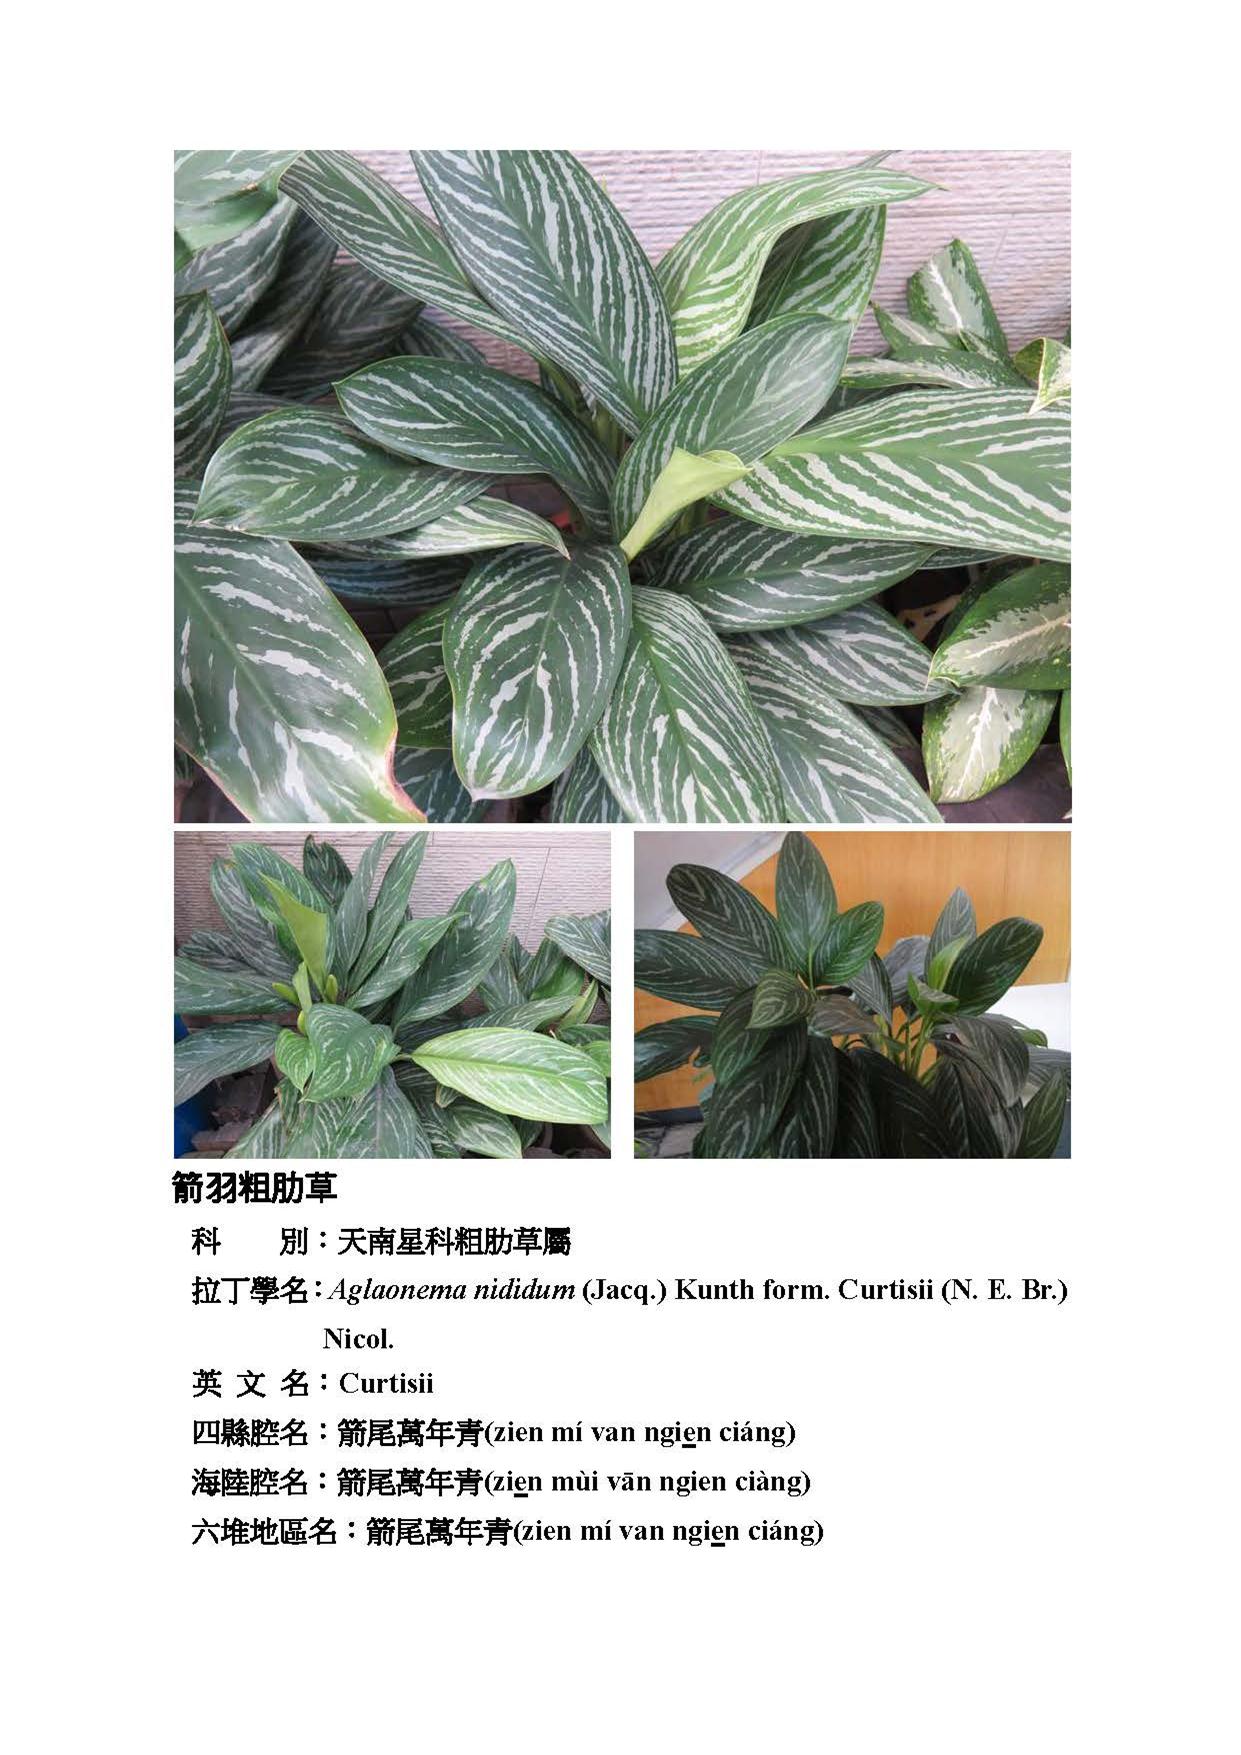 箭羽粗肋草
科　　別：天南星科粗肋草屬
拉丁學名：Aglaonema nididum (Jacq.) Kunth form. Curtisii (N. E. Br.)
Nicol.
英 文 名：Curtisii
四縣腔名：箭尾萬年青(zien mí van ngien ciáng)
海陸腔名：箭尾萬年青(zien mùi vān ngien ciàng)
六堆地區名：箭尾萬年青(zien mí van ngien ciáng)